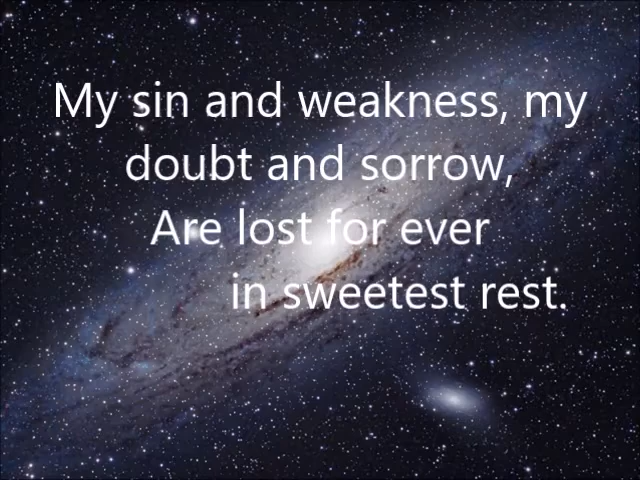 My sin and weakness, my
doubt and sorrow,
Are lost for ever
in sweetest rest.